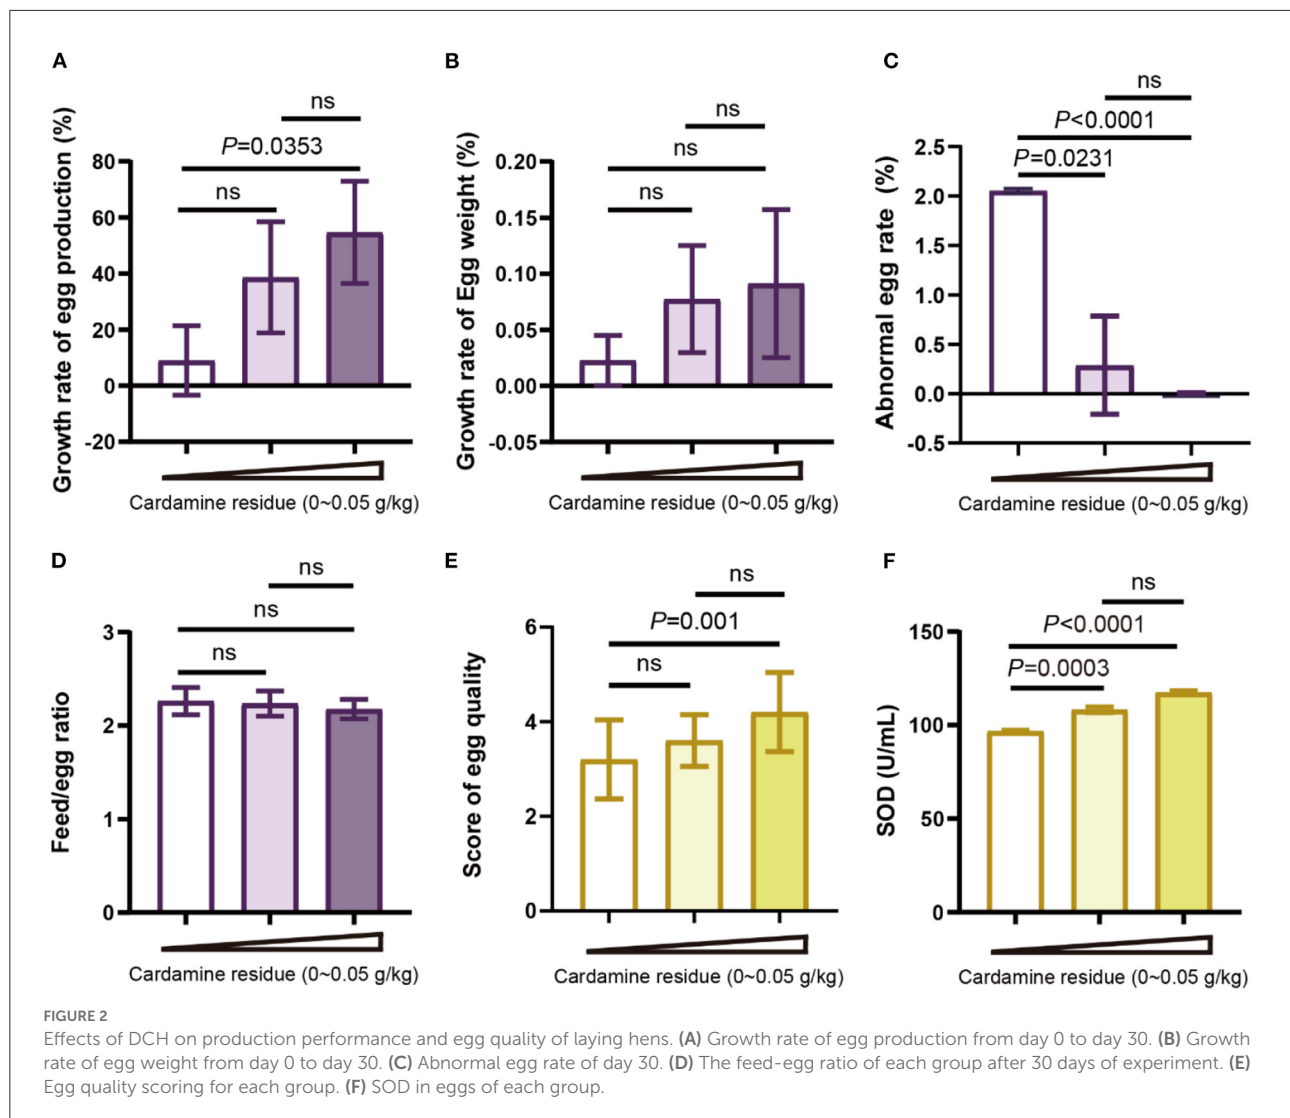 A
Growth rate of egg production (%)
ns
P=0.0353
ns
80
60
40
20
0
-20
Cardamine residue (0~0.05 g/kg)
B
Growth rate of Egg weight (%)
ns
ns
ns
0.20
0.15
0.10
0.05
0.00
-0.05
Cardamine residue (0~0.05 g/kg)
C
Abnormal egg rate (%)
ns
P<0.0001
P=0.0231
2.5
2.0
1.5
1.0
0.5
0.0
-0.5
Cardamine residue (0~0.05 g/kg)
D
Feed/egg ratio
ns
ns
ns
3
2
1
0
Cardamine residue (0~0.05 g/kg)
E
Score of egg quality
ns
P=0.001
ns
6
4
2
0
Cardamine residue (0~0.05 g/kg)
F
SOD (U/mL)
ns
P<0.0001
P=0.0003
150
100
50
0
Cardamine residue (0~0.05 g/kg)
FIGURE 2
Effects of DCH on production performance and egg quality of laying hens. (A) Growth rate of egg production from day 0 to day 30. (B) Growth
rate of egg weight from day 0 to day 30. (C) Abnormal egg rate of day 30. (D) The feed-egg ratio of each group after 30 days of experiment. (E)
Egg quality scoring for each group. (F) SOD in eggs of each group.